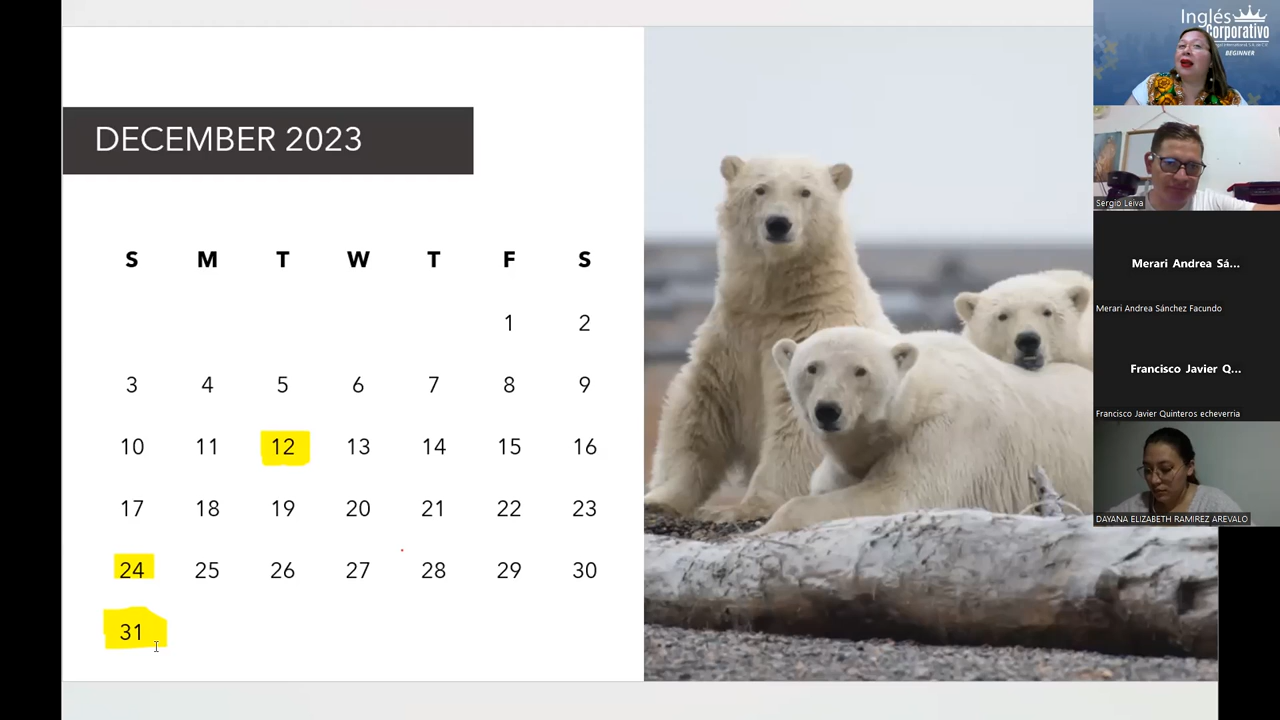 DECEMBER 2023
S M T W T F S
1 2
3 4 5 6 7 8 9
10 11 12 13 14 15 16
17 18 19 20 21 22 23
24 25 26 27 28 29 30
31
Inglés
Corporativo
BEGINNER
Sergio Leiva
Merari Andrea Sá...
Merari Andrea Sánchez Facundo
Francisco Javier Q...
Francisco Javier Quinteros echeverria
DAYANA ELIZABETH RAMIREZ AREVALO